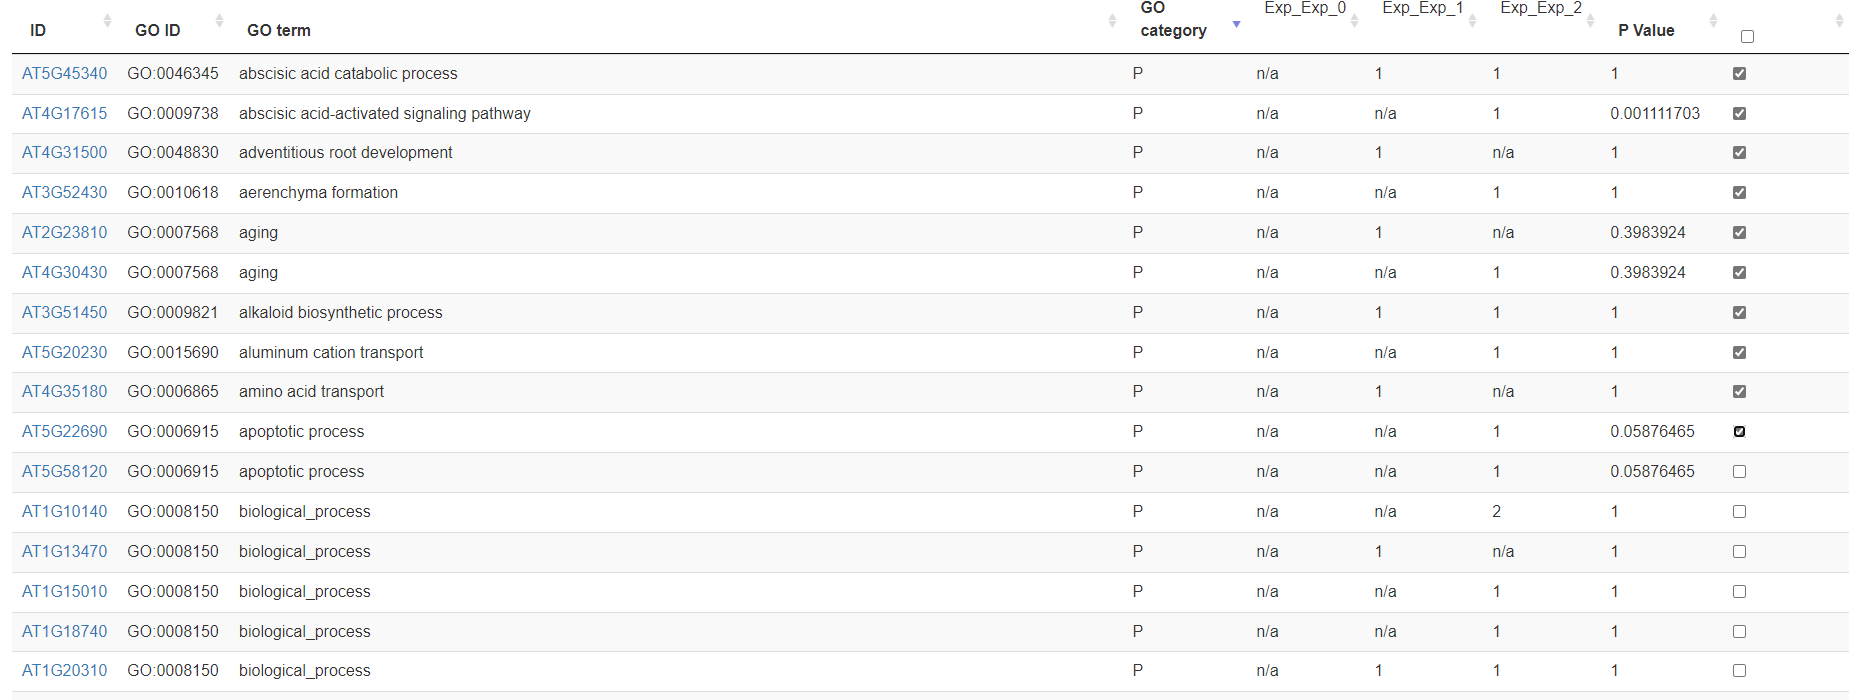 ID GO ID GO term GO category Exp_Exp_0 Exp_Exp_1 Exp_Exp_2 P Value
AT5G45340 GO:0046345 abscisic acid catabolic process P n/a 1 1 1
AT4G17615 GO:0009738 abscisic acid-activated signaling pathway P n/a n/a 1 0.001111703
AT4G31500 GO:0048830 adventitious root development P n/a 1 n/a 1
AT3G52430 GO:0010618 aerenchyma formation P n/a n/a 1 1
AT2G23810 GO:0007568 aging P n/a 1 n/a 0.3983924
AT4G30430 GO:0007568 aging P n/a n/a 1 0.3983924
AT3G51450 GO:0009821 alkaloid biosynthetic process P n/a 1 1 1
AT5G20230 GO:0015690 aluminum cation transport P n/a n/a 1 1
AT4G35180 GO:0006865 amino acid transport P n/a 1 n/a 1
AT5G22690 GO:0006915 apoptotic process P n/a n/a 1 0.05876465
AT5G58120 GO:0006915 apoptotic process P n/a n/a 1 0.05876465
AT1G10140 GO:0008150 biological_process P n/a n/a 2 1
AT1G13470 GO:0008150 biological_process P n/a 1 n/a 1
AT1G15010 GO:0008150 biological_process P n/a n/a 1 1
AT1G18740 GO:0008150 biological_process P n/a n/a 1 1
AT1G20310 GO:0008150 biological_process P n/a 1 1 1